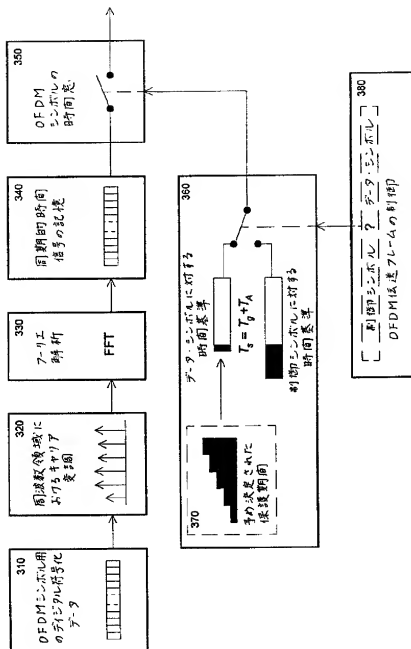 310
OFDMシンボル用
のディジタル符号化
データ
320
周波数領域に
おけるキャリア
変調
330
フーリエ
解析
FFT
340
周期的時間
信号の記憶
350
OFDM
シンボルの
時間窓
360
データ・シンボルに対する
時間基準
Ts = Tg + TA
制御シンボルに対する
時間基準
370
予め決定された
保護期間
380
制御シンボル ? データ・シンボル
OFDM伝送フレームの制御